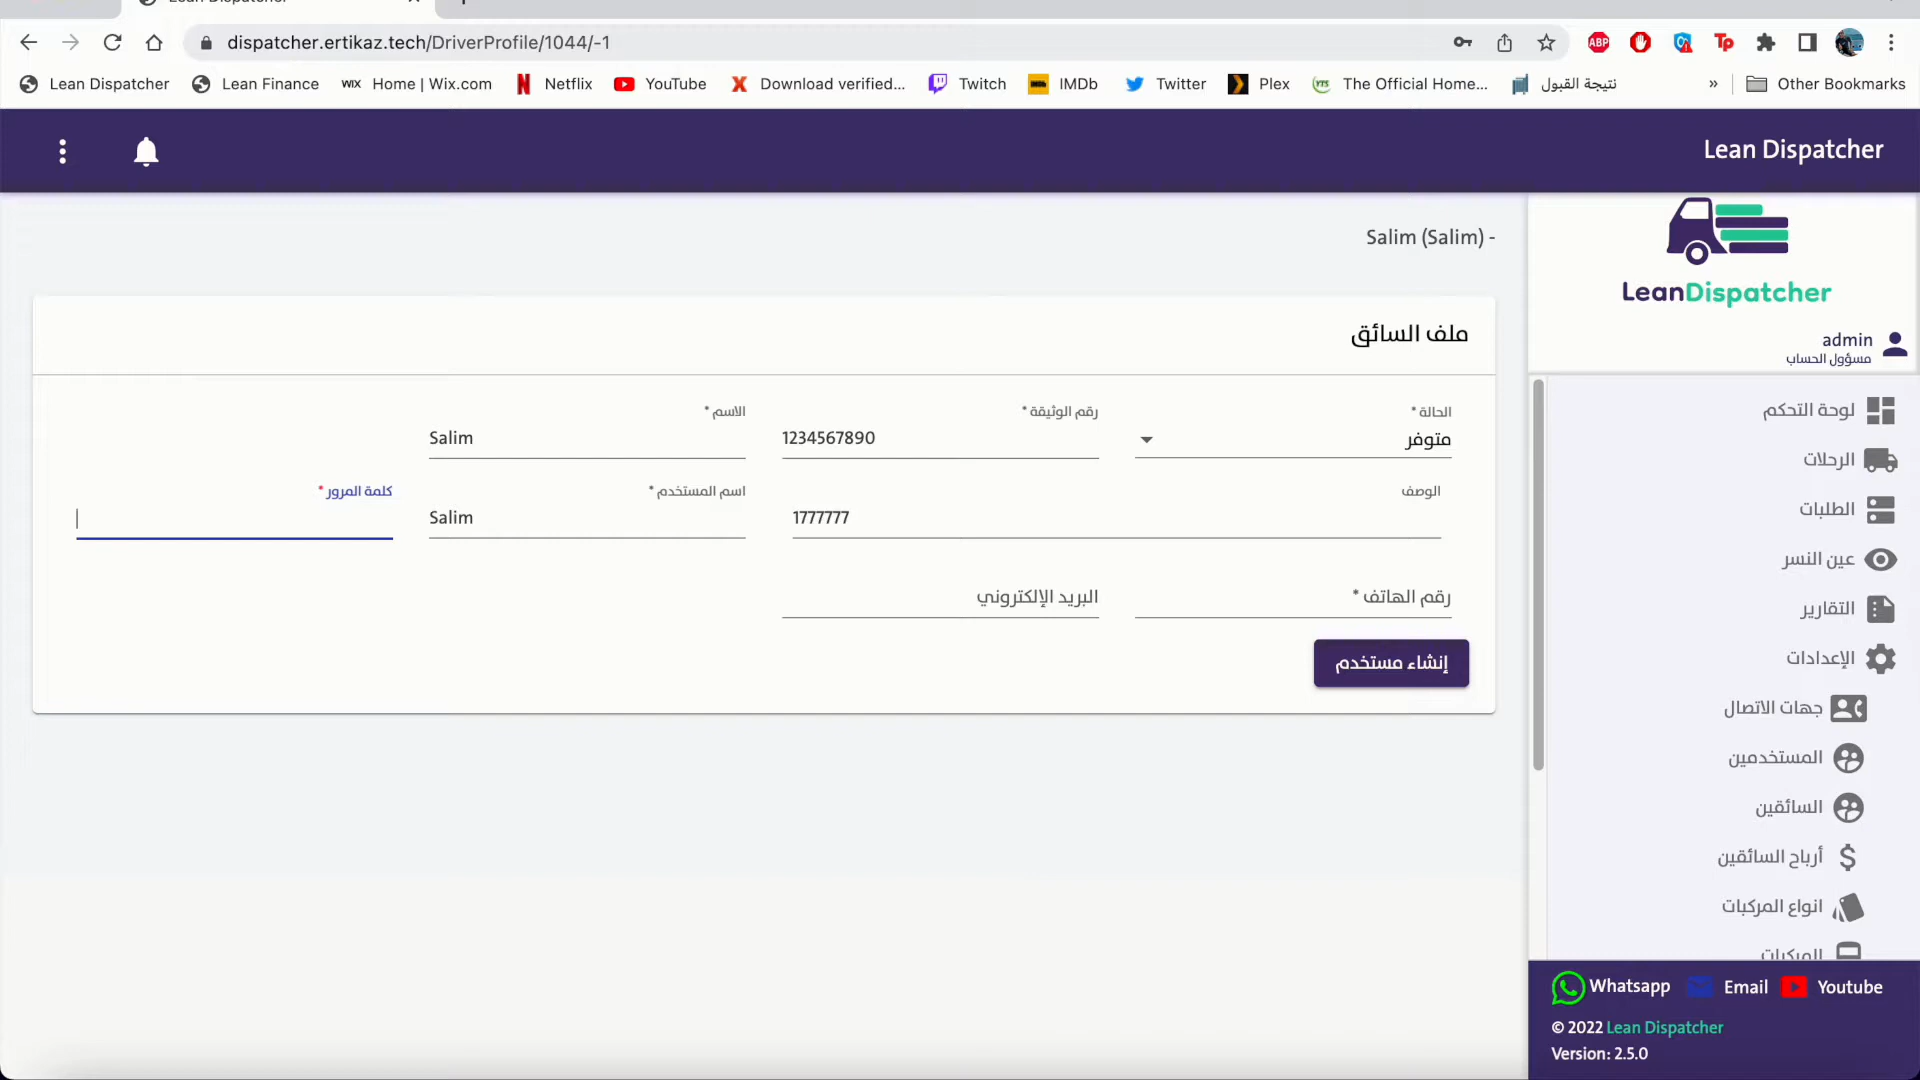 dispatcher.ertikaz.tech/DriverProfile/1044/-1
Lean Dispatcher
Lean Finance
WIX Home | Wix.com
Netflix
YouTube
Download verified...
Twitch
IMDb
Twitter
Plex
The Official Home...
نتيجة القبول
»
Other Bookmarks
Lean Dispatcher
Salim (Salim) -
LeanDispatcher
admin
مسؤول الحساب
ملف السائق
الحالة *
متوفر
رقم الوثيقة *
1234567890
الاسم *
Salim
الوصف
1777777
اسم المستخدم *
Salim
كلمة المرور *
رقم الهاتف *
البريد الإلكتروني
إنشاء مستخدم
لوحة التحكم
الرحلات
الطلبات
عين النسر
التقارير
الإعدادات
جهات الاتصال
المستخدمين
السائقين
أرباح السائقين
انواع المركبات
المركبات
Whatsapp
Email
Youtube
© 2022 Lean Dispatcher
Version: 2.5.0